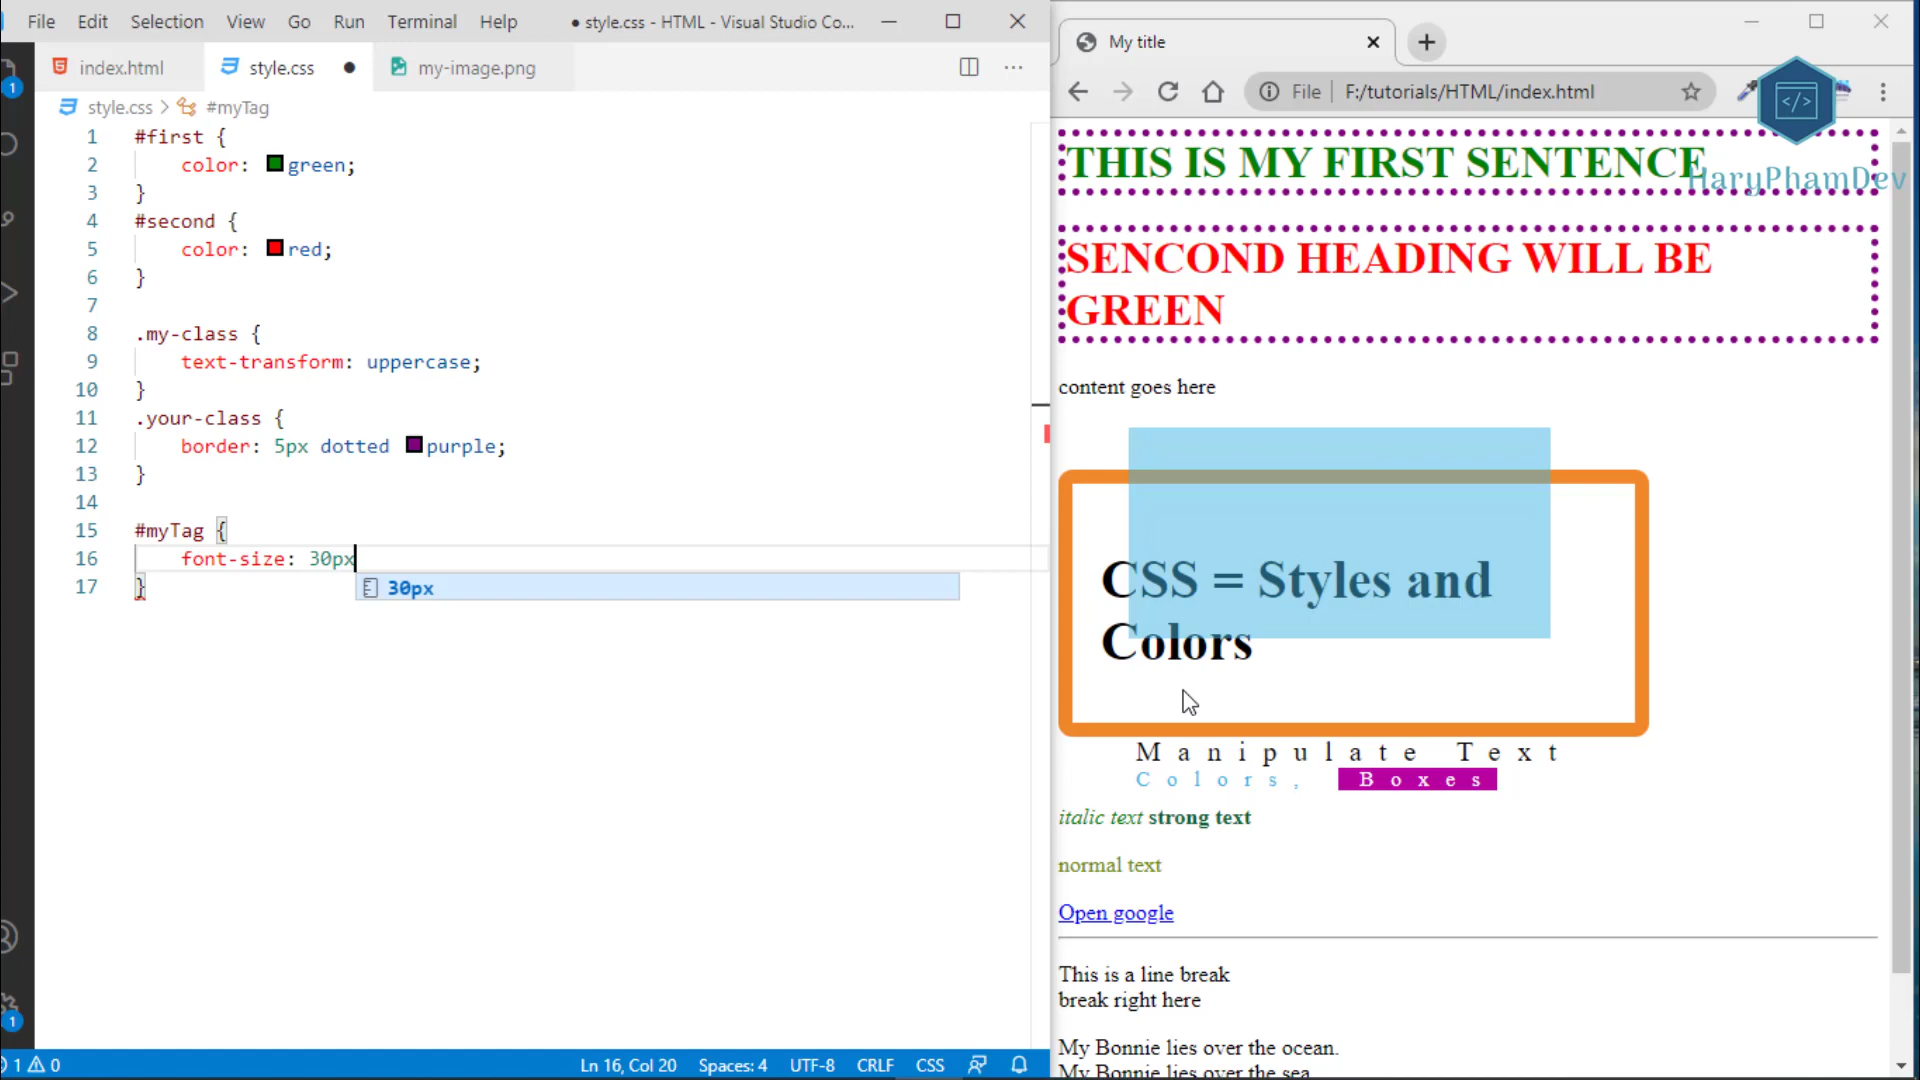 File Edit Selection View Go Run Terminal Help ● style.css - HTML - Visual Studio Co...
index.html style.css my-image.png
style.css > #myTag
1 #first {
2 color: green;
3 }
4 #second {
5 color: red;
6 }
7
8 .my-class {
9 text-transform: uppercase;
10 }
11 .your-class {
12 border: 5px dotted purple;
13 }
14
15 #myTag {
16 font-size: 30px
17 }
30px
1
1
1 0 Ln 16, Col 20 Spaces: 4 UTF-8 CRLF CSS
My title
File F:/tutorials/HTML/index.html
</>
HaryPhamDev
THIS IS MY FIRST SENTENCE
SENCOND HEADING WILL BE
GREEN
content goes here
CSS = Styles and
Colors
Manipulate Text
Colors, Boxes
italic text strong text
normal text
Open google
This is a line break
break right here
My Bonnie lies over the ocean.
My Bonnie lies over the sea